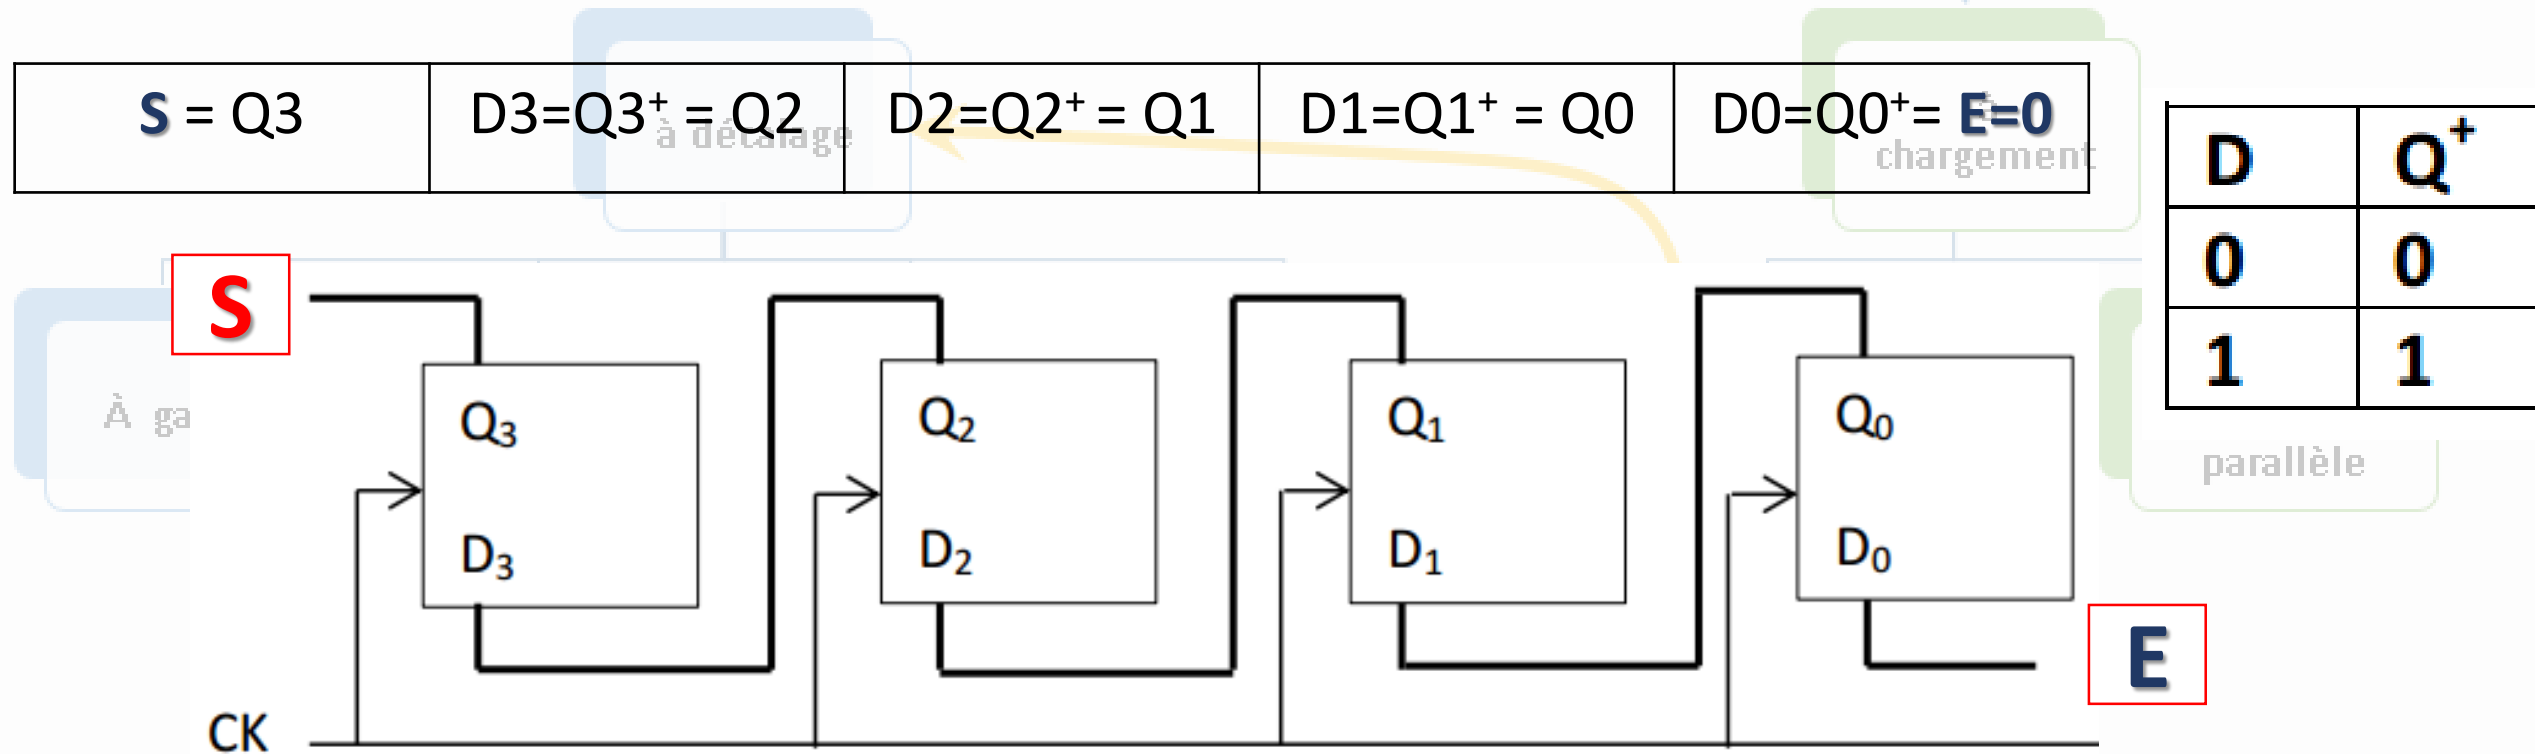 S = Q3 D3=Q3⁺ = Q2 D2=Q2⁺ = Q1 D1=Q1⁺ = Q0 D0=Q0⁺= E=0
à décalage
chargement
D Q⁺
0 0
1 1
S
À ga
Q₃ Q₂ Q₁ Q₀
D₃ D₂ D₁ D₀
parallèle
E
CK